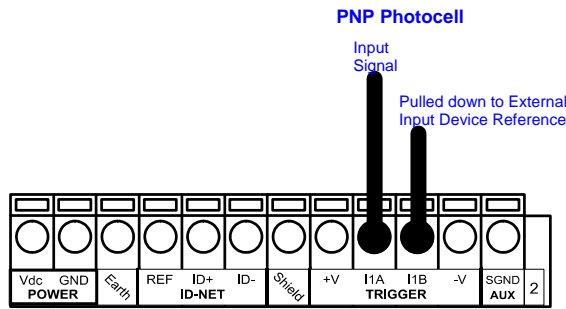 PNP Photocell
Input
Signal
Pulled down to External
Input Device Reference
Vdc GND Earth REF ID+ ID- Shield +V I1A I1B -V SGND 2
POWER ID-NET TRIGGER AUX